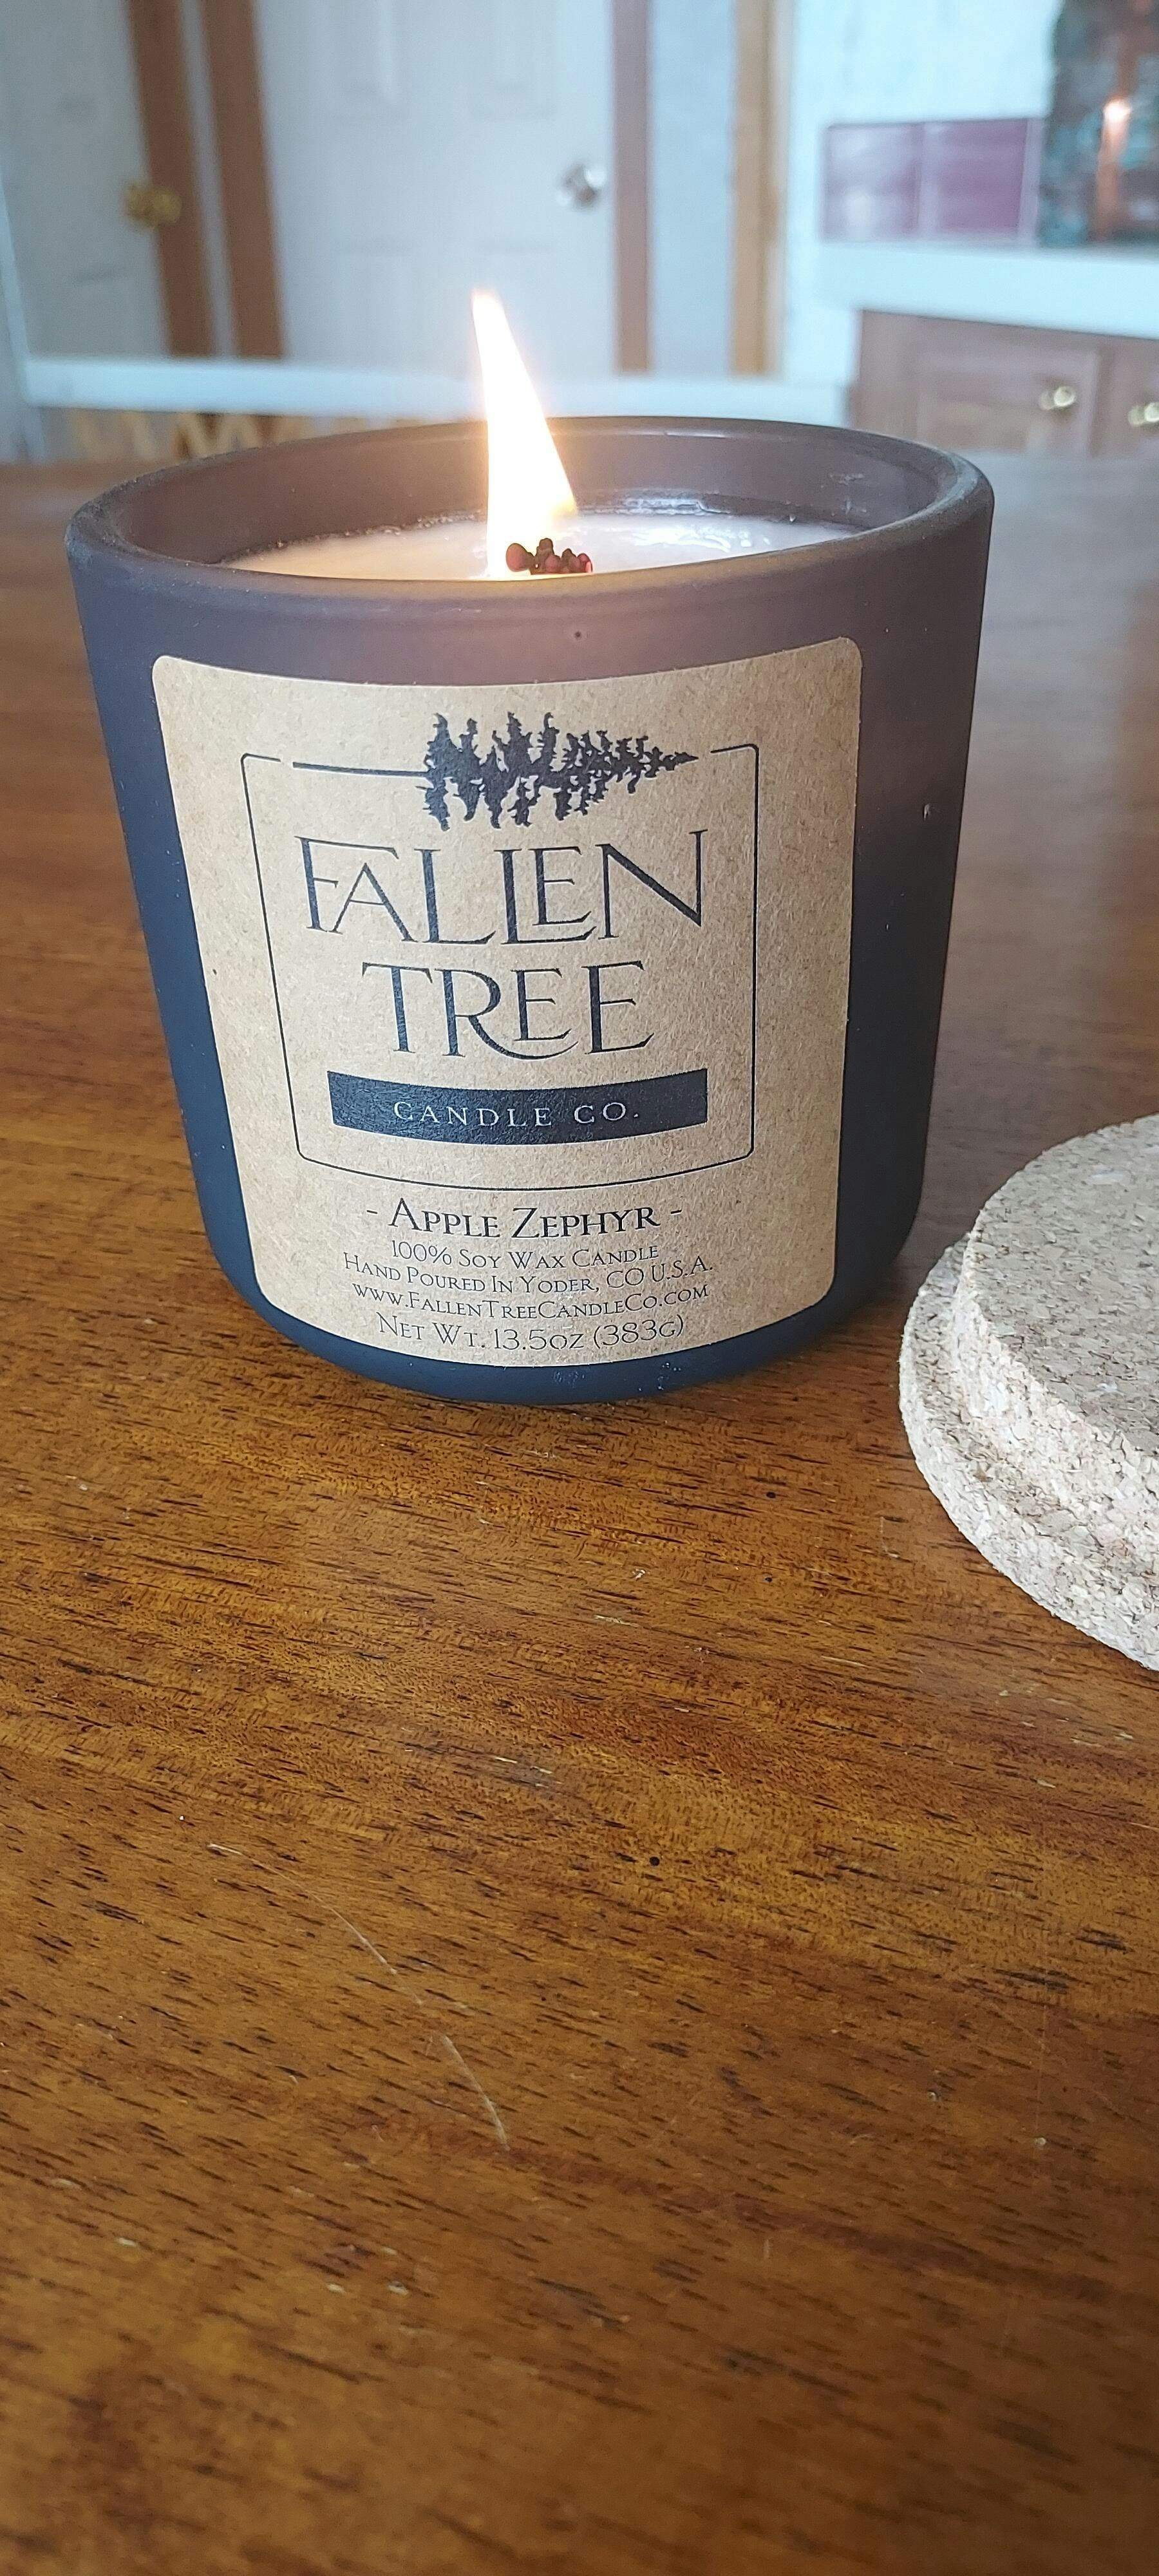 FALLEN
TREE
CANDLE CO.
- APPLE ZEPHYR -
100% SOY WAX CANDLE
HAND POURED IN YODER, CO U.S.A.
WWW.FALLENTREECANDLECO.COM
NET WT. 13.5OZ (383G)